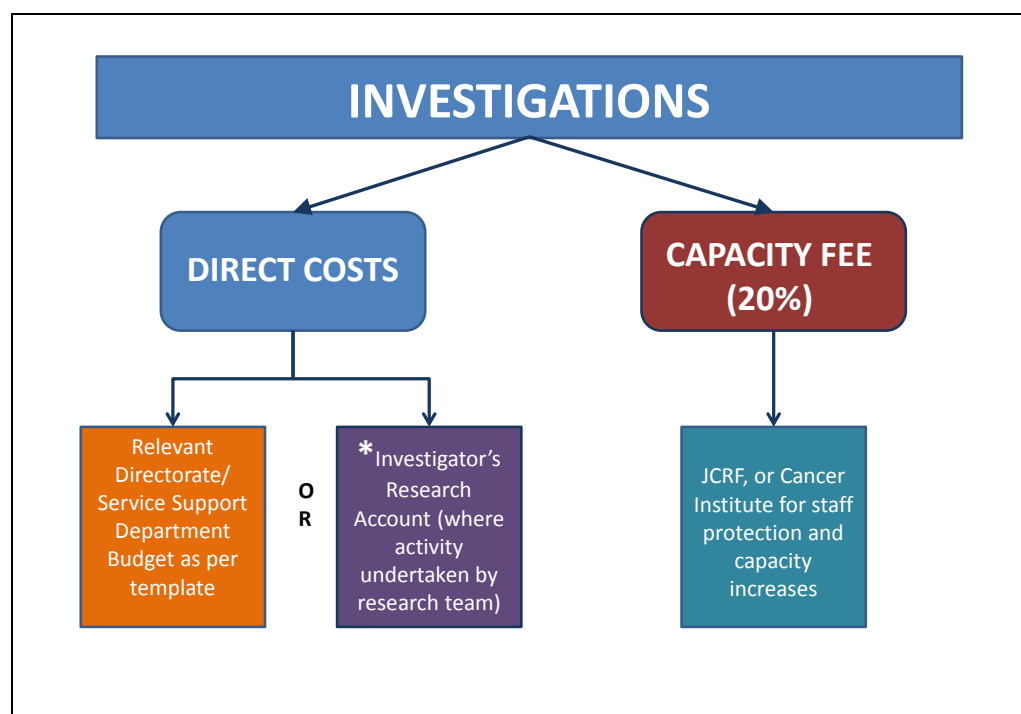 INVESTIGATIONS
DIRECT COSTS
CAPACITY FEE
(20%)
Relevant
Directorate/
Service Support
Department
Budget as per
template
O
R
*Investigator's
Research
Account (where
activity
undertaken by
research team)
JCRF, or Cancer
Institute for staff
protection and
capacity
increases